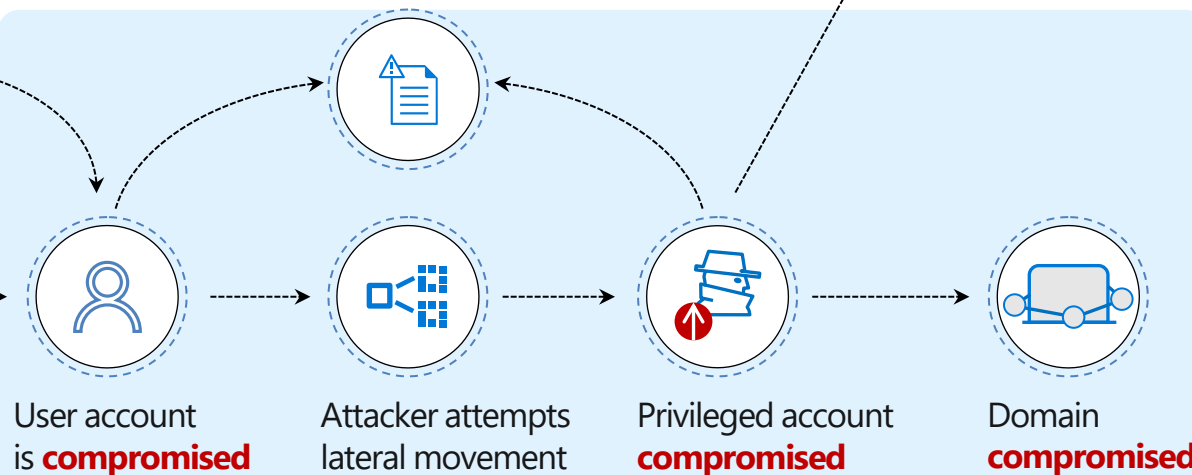 User account
is compromised
Attacker attempts
lateral movement
Privileged account
compromised
Domain
compromised